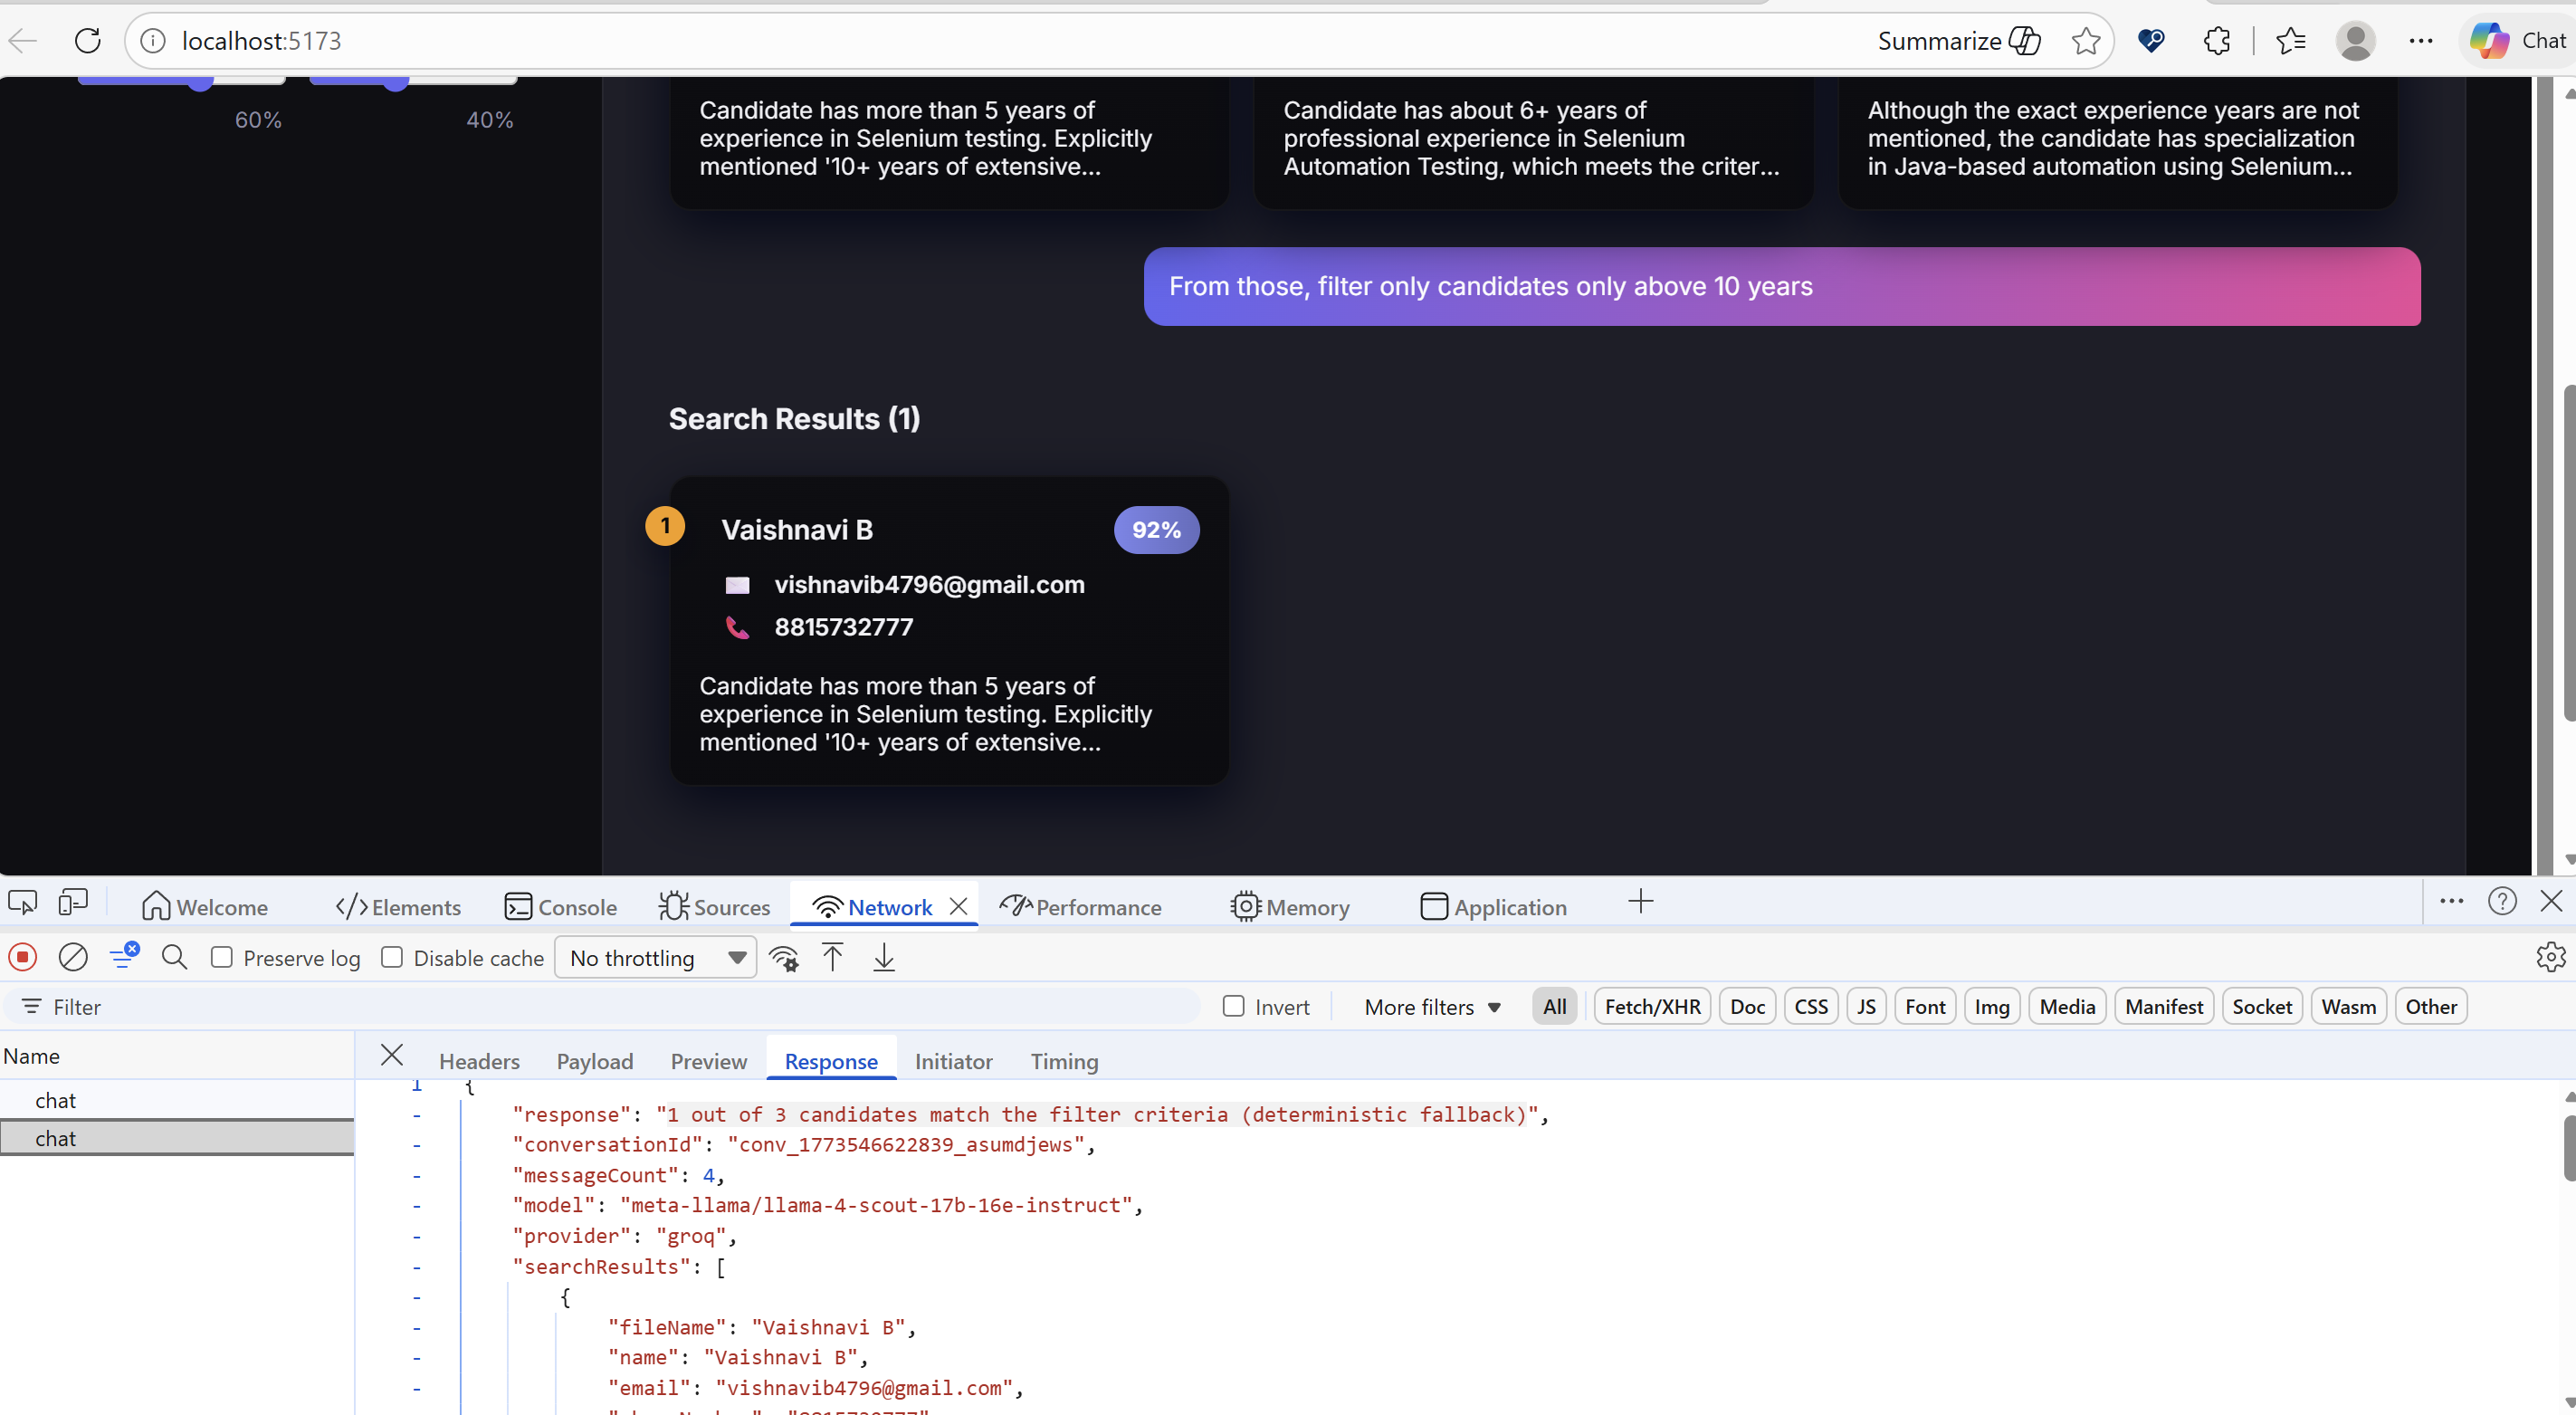 localhost:5173
Summarize
Chat
60%
40%
Candidate has more than 5 years of
experience in Selenium testing. Explicitly
mentioned '10+ years of extensive...
Candidate has about 6+ years of
professional experience in Selenium
Automation Testing, which meets the criter...
Although the exact experience years are not
mentioned, the candidate has specialization
in Java-based automation using Selenium...
From those, filter only candidates only above 10 years
Search Results (1)
1
Vaishnavi B
92%
vishnavib4796@gmail.com
8815732777
Candidate has more than 5 years of
experience in Selenium testing. Explicitly
mentioned '10+ years of extensive...
Welcome
Elements
Console
Sources
Network
Performance
Memory
Application
Preserve log
Disable cache
No throttling
Filter
Invert
More filters
All
Fetch/XHR
Doc
CSS
JS
Font
Img
Media
Manifest
Socket
Wasm
Other
Name
Headers
Payload
Preview
Response
Initiator
Timing
chat
chat
1 {
- "response": "1 out of 3 candidates match the filter criteria (deterministic fallback)",
- "conversationId": "conv_1773546622839_asumdjews",
- "messageCount": 4,
- "model": "meta-llama/llama-4-scout-17b-16e-instruct",
- "provider": "groq",
- "searchResults": [
- {
- "fileName": "Vaishnavi B",
- "name": "Vaishnavi B",
- "email": "vishnavib4796@gmail.com",